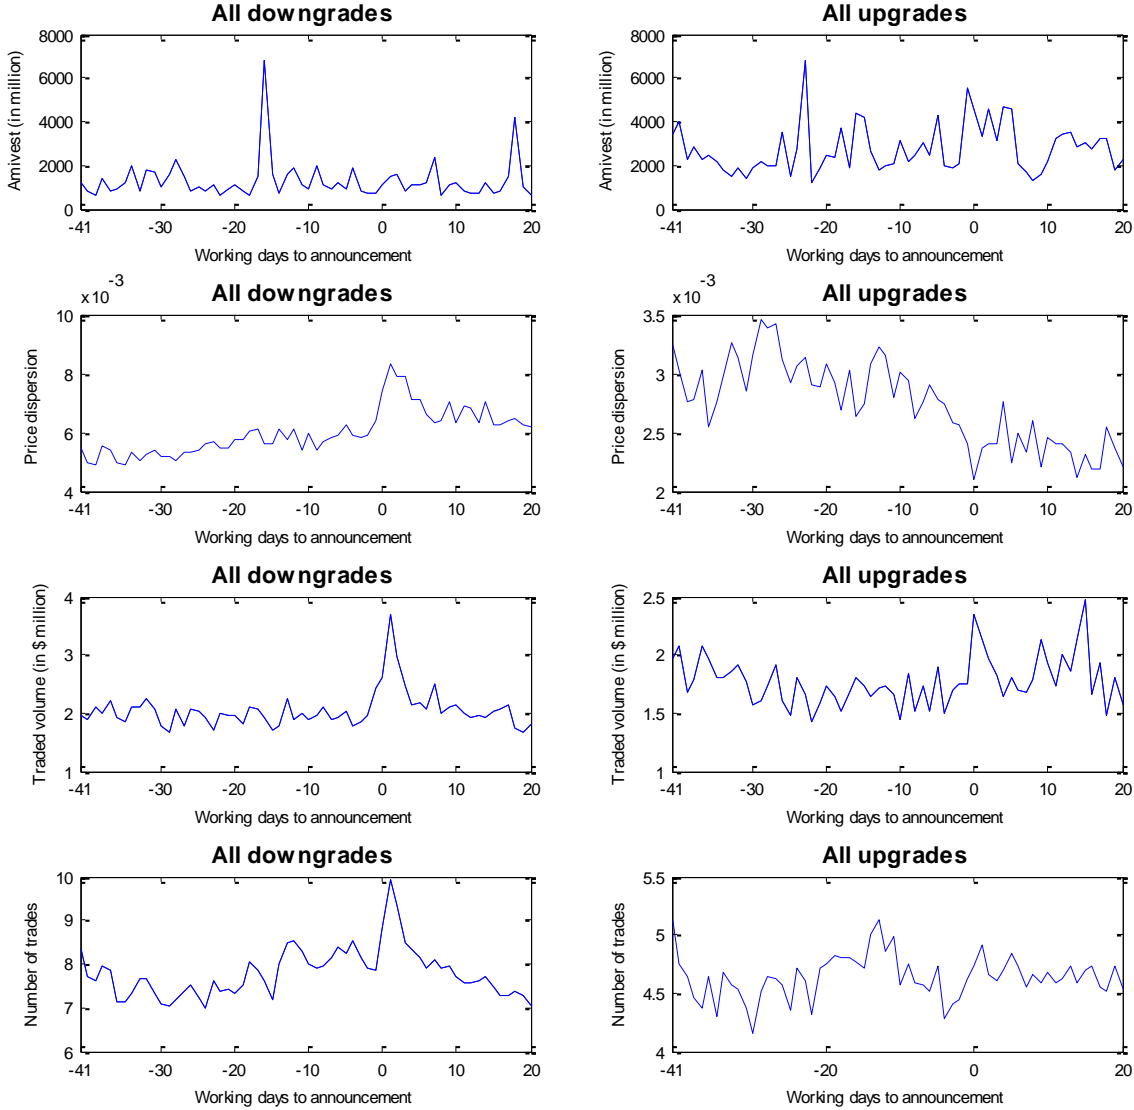 All downgrades
Amivest (in million)
8000
6000
4000
2000
0
-41 -30 -20 -10 0 10 20
Working days to announcement
All upgrades
Amivest (in million)
8000
6000
4000
2000
0
-41 -20 0 20
Working days to announcement
x 10 -3
All downgrades
Price dispersion
10
8
6
4
-41 -30 -20 -10 0 10 20
Working days to announcement
x 10 -3
All upgrades
Price dispersion
3.5
3
2.5
2
-41 -30 -20 -10 0 10 20
Working days to announcement
All downgrades
Traded volume (in $ million)
4
3
2
1
-41 -30 -20 -10 0 10 20
Working days to announcement
All upgrades
Traded volume (in $ million)
2.5
2
1.5
1
-41 -30 -20 -10 0 10 20
Working days to announcement
All downgrades
Number of trades
10
9
8
7
6
-41 -30 -20 -10 0 10 20
Working days to announcement
All upgrades
Number of trades
5.5
5
4.5
4
-41 -20 0 20
Working days to announcement